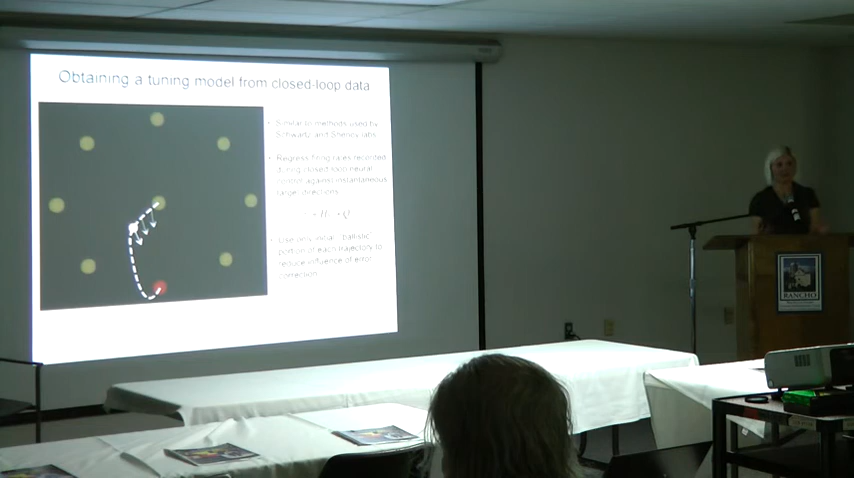 Obtaining a tuning model from closed-loop data
• Similar to methods used by
Schwartz and Shenoy labs
• Regress firing rates recorded
during closed loop neural
control against instantaneous
target directions
• Use only initial, "ballistic"
portion of each trajectory to
reduce influence of error
correction
RANCHO